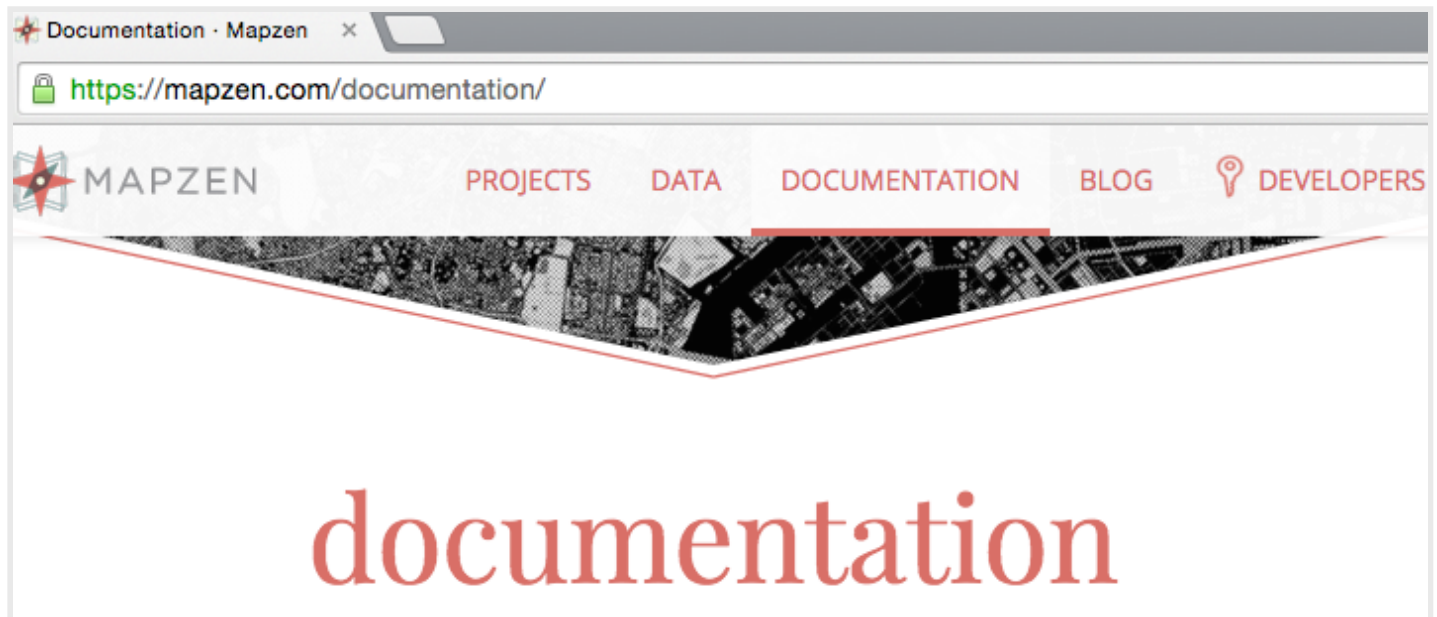 Documentation · Mapzen ×
https://mapzen.com/documentation/
MAPZEN PROJECTS DATA DOCUMENTATION BLOG DEVELOPERS
documentation